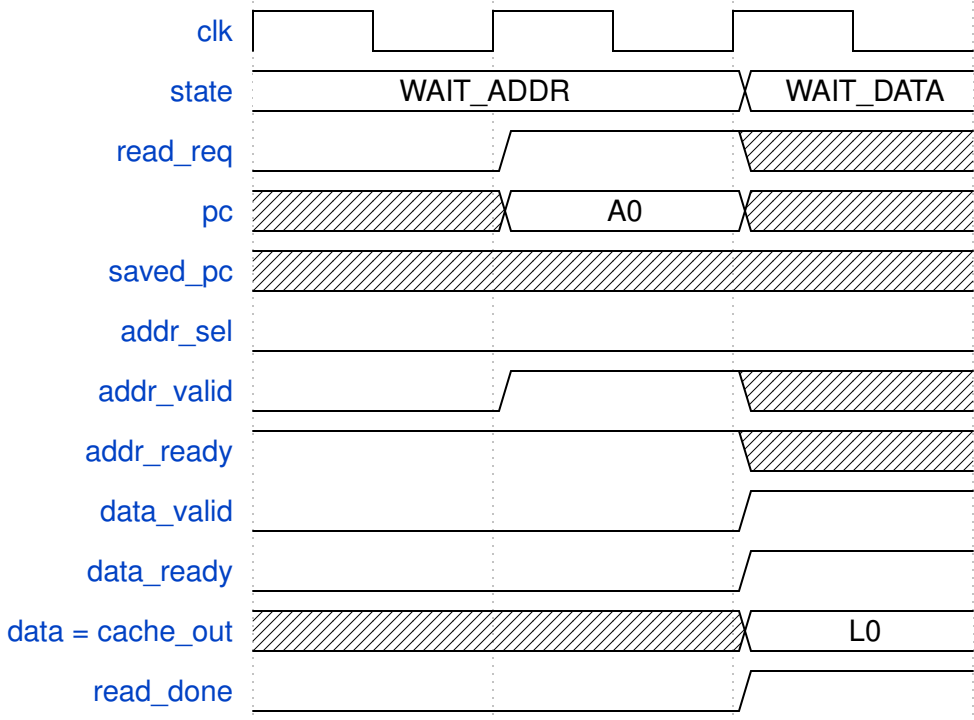 clk
state WAIT_ADDR WAIT_DATA
read_req
pc A0
saved_pc
addr_sel
addr_valid
addr_ready
data_valid
data_ready
data = cache_out L0
read_done